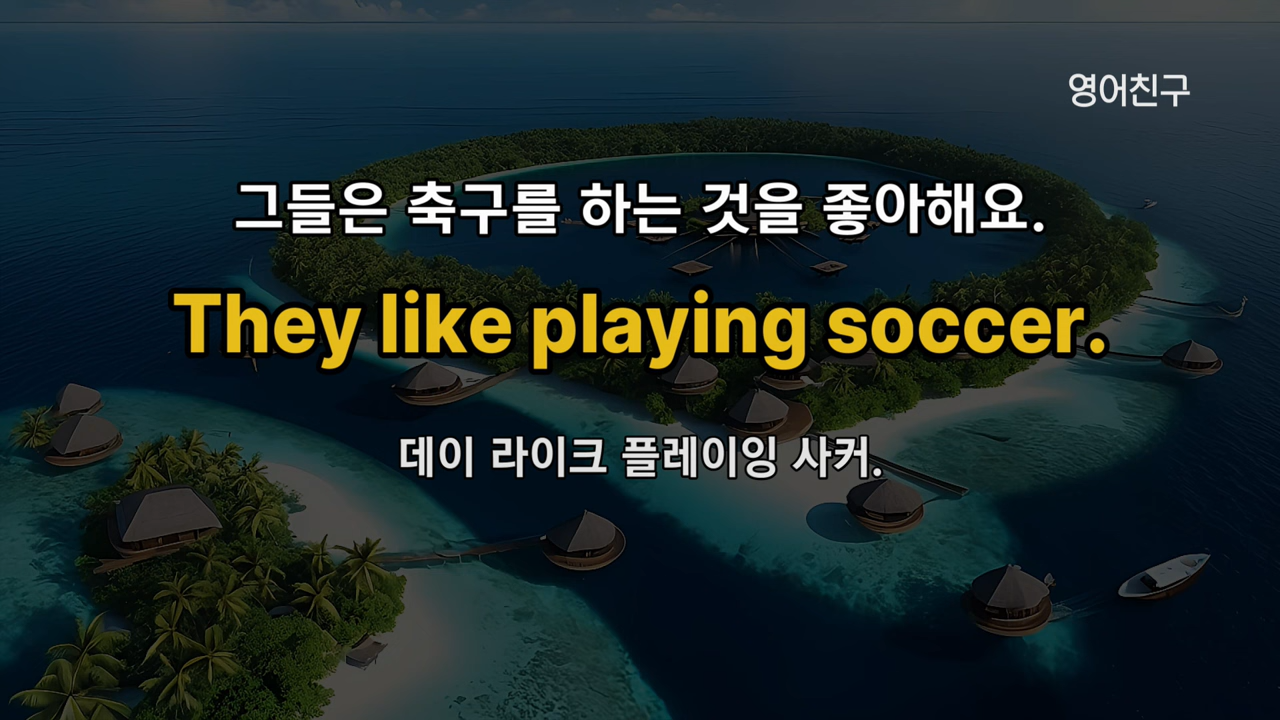 영어친구
그들은 축구를 하는 것을 좋아해요.
They like playing soccer.
데이 라이크 플레이잉 사커.